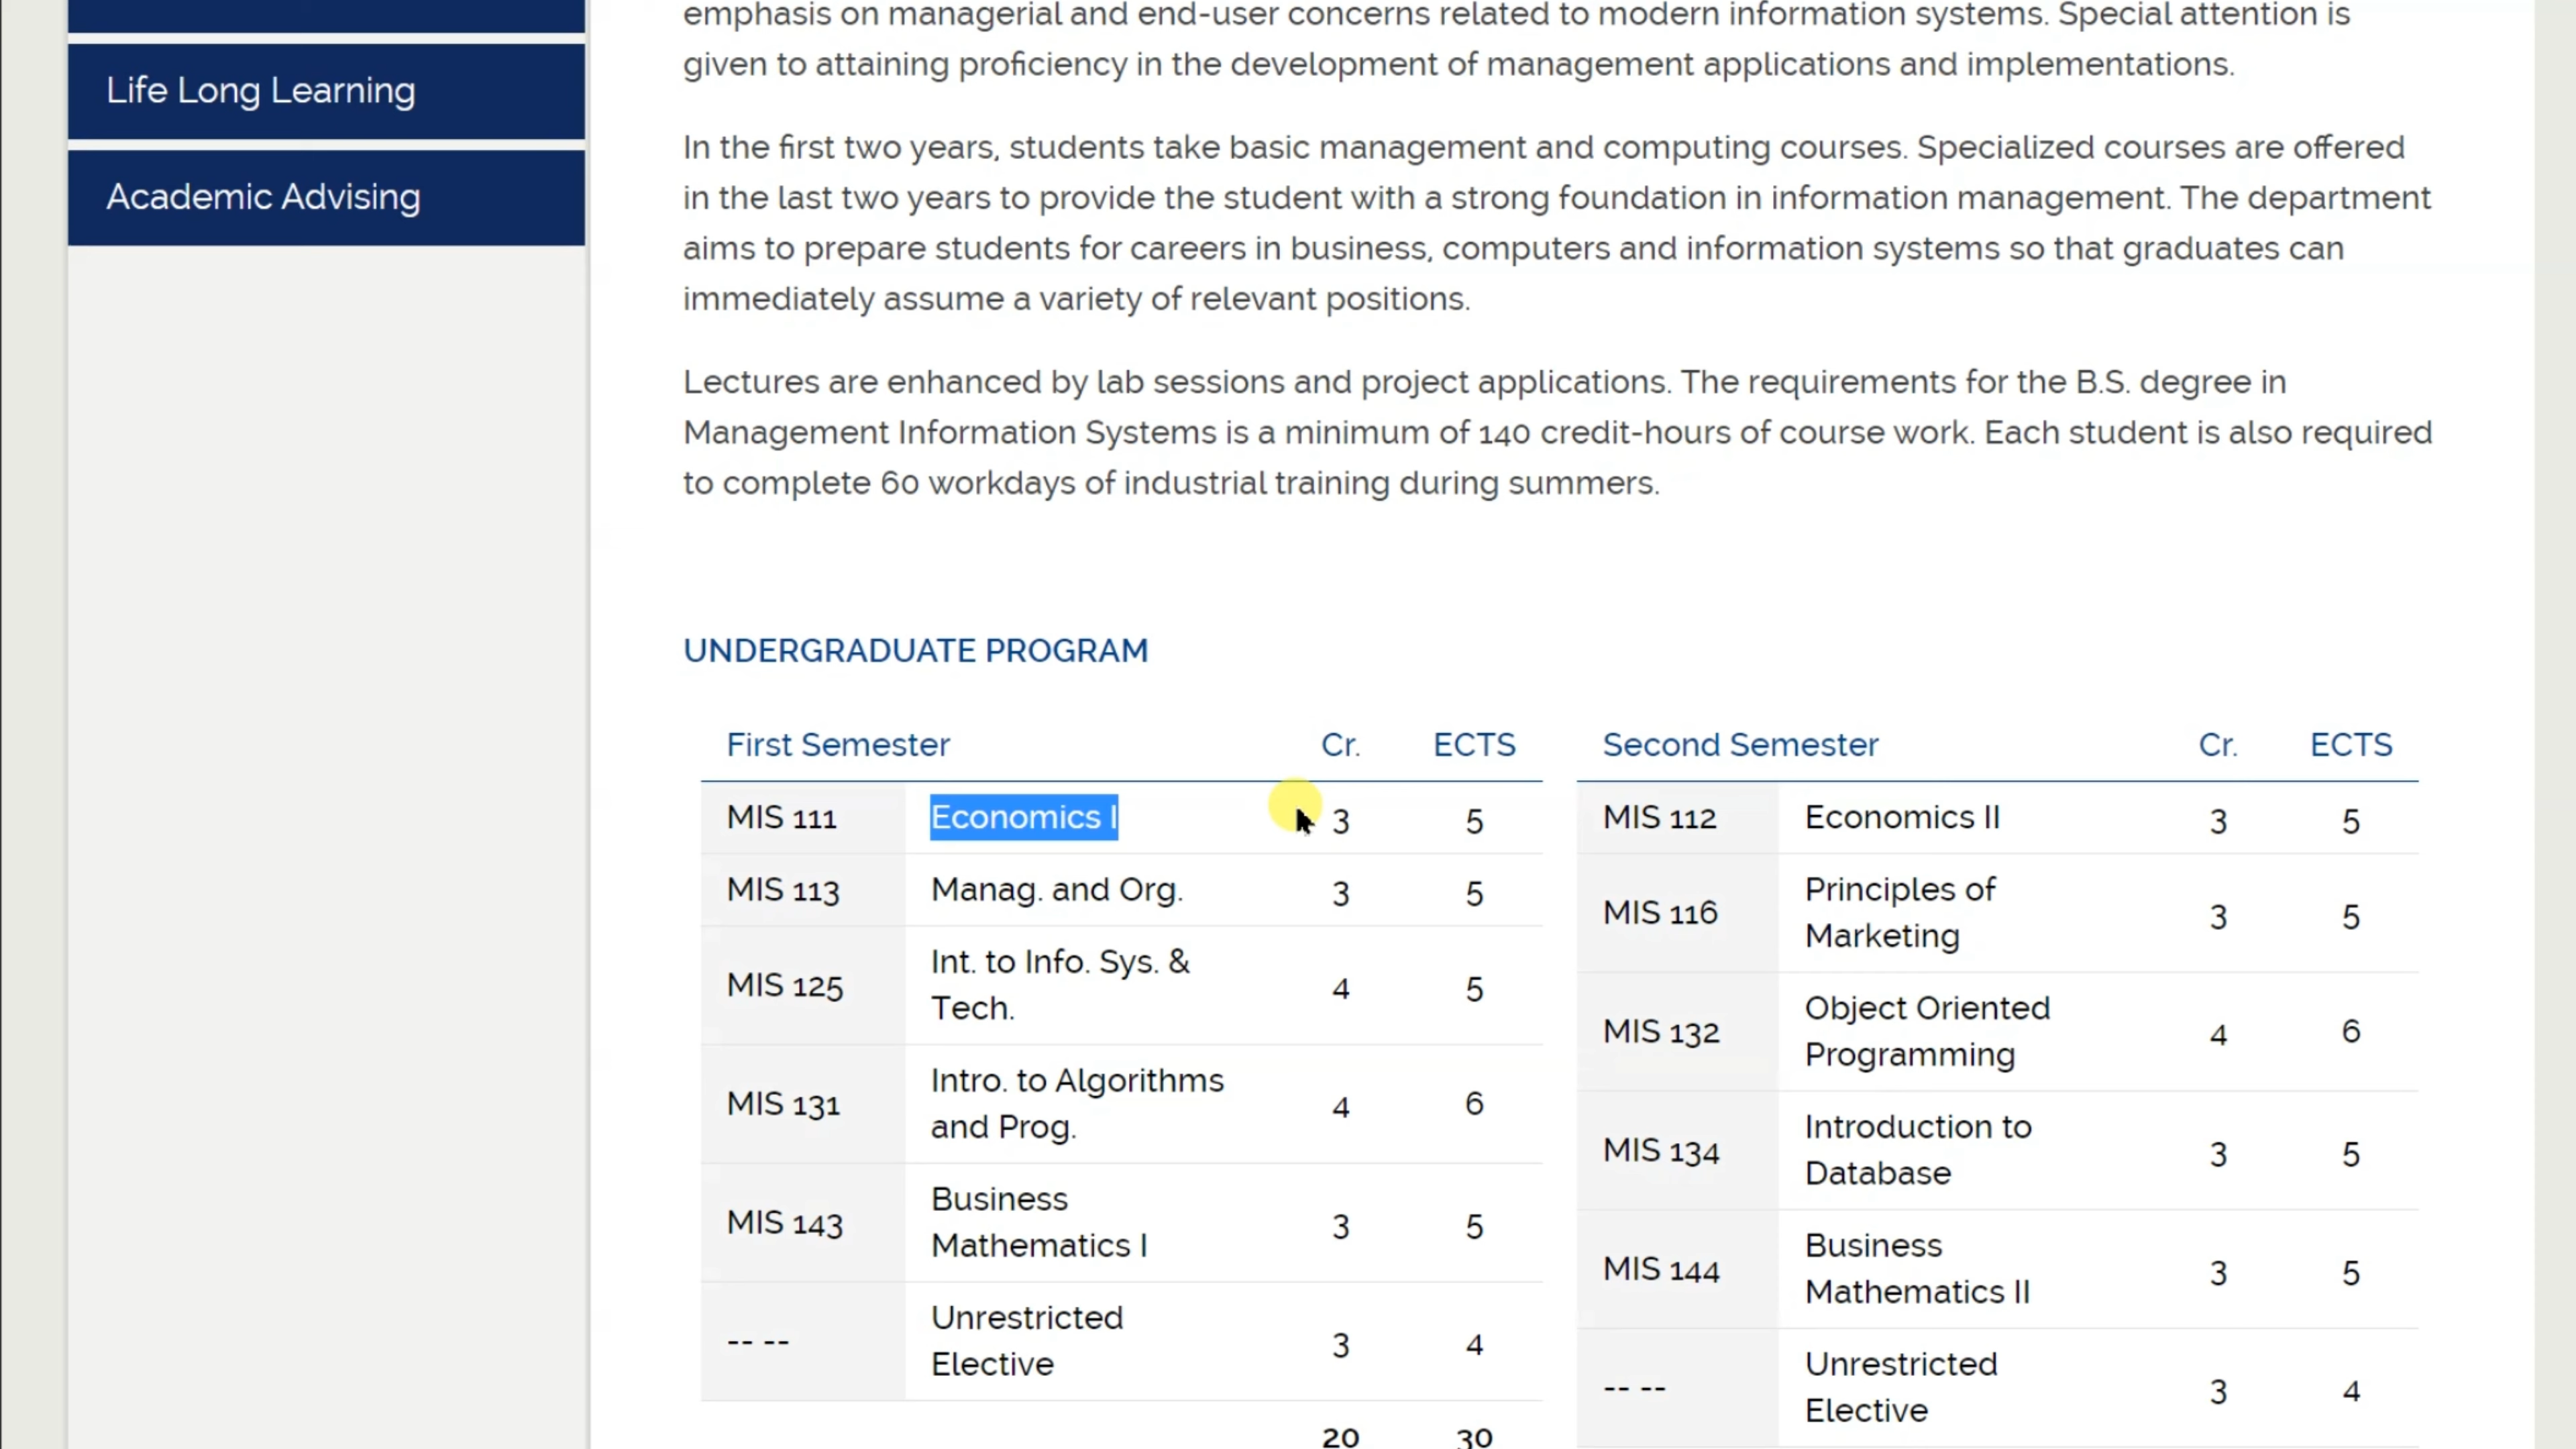 Life Long Learning
Academic Advising
emphasis on managerial and end-user concerns related to modern information systems. Special attention is
given to attaining proficiency in the development of management applications and implementations.
In the first two years, students take basic management and computing courses. Specialized courses are offered
in the last two years to provide the student with a strong foundation in information management. The department
aims to prepare students for careers in business, computers and information systems so that graduates can
immediately assume a variety of relevant positions.
Lectures are enhanced by lab sessions and project applications. The requirements for the B.S. degree in
Management Information Systems is a minimum of 140 credit-hours of course work. Each student is also required
to complete 60 workdays of industrial training during summers.
UNDERGRADUATE PROGRAM
First Semester Cr. ECTS
MIS 111 Economics I 3 5
MIS 113 Manag. and Org. 3 5
MIS 125 Int. to Info. Sys. &
Tech. 4 5
MIS 131 Intro. to Algorithms
and Prog. 4 6
MIS 143 Business
Mathematics I 3 5
-- -- Unrestricted
Elective 3 4
20 30
Second Semester Cr. ECTS
MIS 112 Economics II 3 5
MIS 116 Principles of
Marketing 3 5
MIS 132 Object Oriented
Programming 4 6
MIS 134 Introduction to
Database 3 5
MIS 144 Business
Mathematics II 3 5
-- -- Unrestricted
Elective 3 4